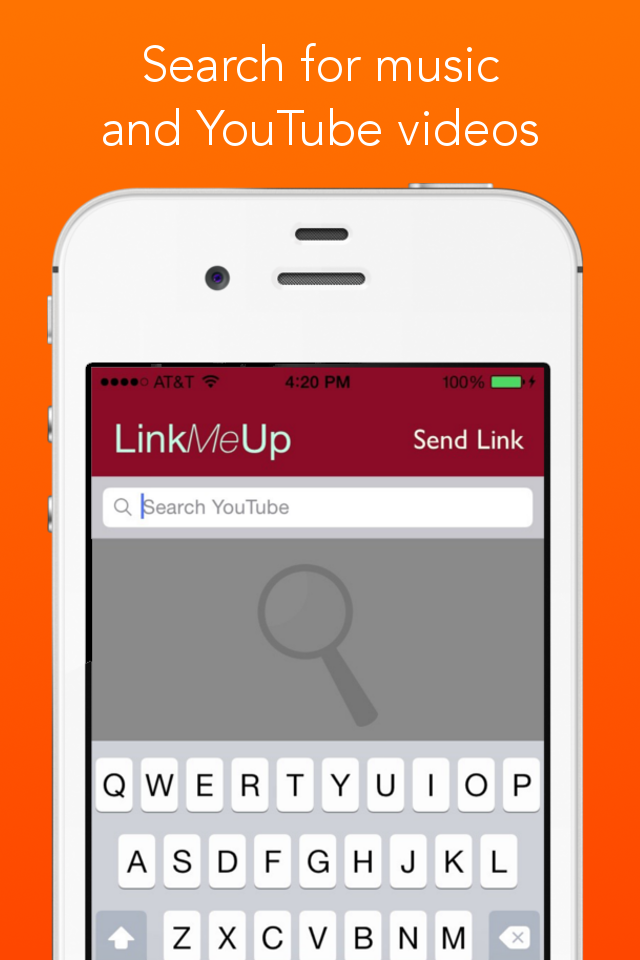 Search for music
and YouTube videos
AT&T 4:20 PM 100%
LinkMeUp Send Link
Search YouTube
Q W E R T Y U I O P
A S D F G H J K L
Z X C V B N M